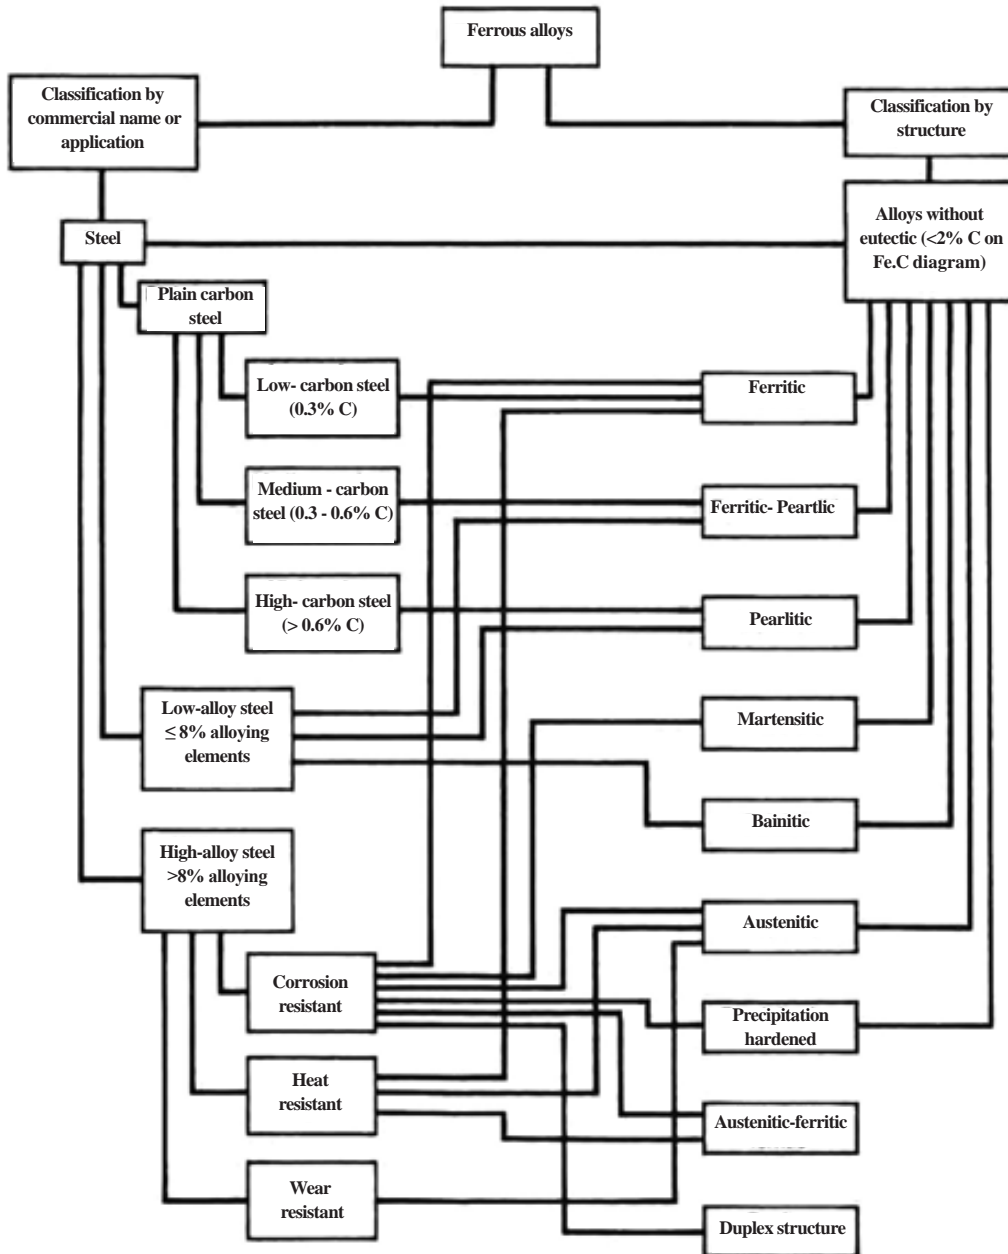 Ferrous alloys
Classification by
commercial name or
application
Classification by
structure
Steel
Alloys without
eutectic (<2% C on
Fe.C diagram)
Plain carbon
steel
Low- carbon steel
(0.3% C)
Ferritic
Medium - carbon
steel (0.3 - 0.6% C)
Ferritic- Peartlic
High- carbon steel
(> 0.6% C)
Pearlitic
Low-alloy steel
≤ 8% alloying
elements
Martensitic
Bainitic
High-alloy steel
>8% alloying
elements
Austenitic
Corrosion
resistant
Precipitation
hardened
Heat
resistant
Austenitic-ferritic
Wear
resistant
Duplex structure